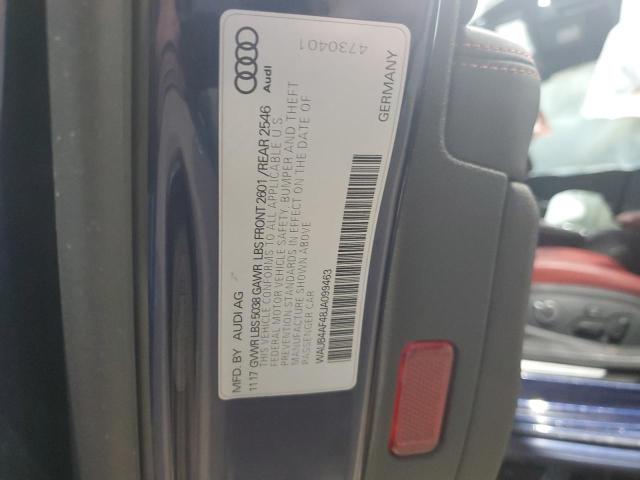 4730401
Audi
GERMANY
MFD. BY AUDI AG
11 17 GVWR LBS 5038 GAWR LBS FRONT 2601 / REAR 2546
THIS VEHICLE CONFORMS TO ALL APPLICABLE U.S.
FEDERAL MOTOR VEHICLE SAFETY, BUMPER AND THEFT
PREVENTION STANDARDS IN EFFECT ON THE DATE OF
MANUFACTURE SHOWN ABOVE
PASSENGER CAR
WAUB4AF48JA099463